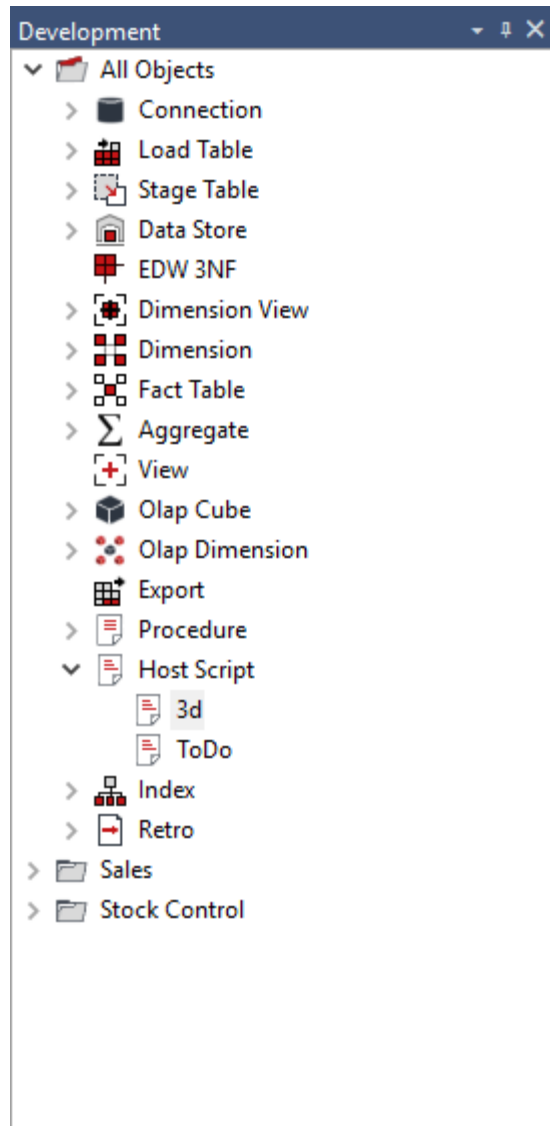 Development
All Objects
Connection
Load Table
Stage Table
Data Store
EDW 3NF
Dimension View
Dimension
Fact Table
Aggregate
View
Olap Cube
Olap Dimension
Export
Procedure
Host Script
3d
ToDo
Index
Retro
Sales
Stock Control